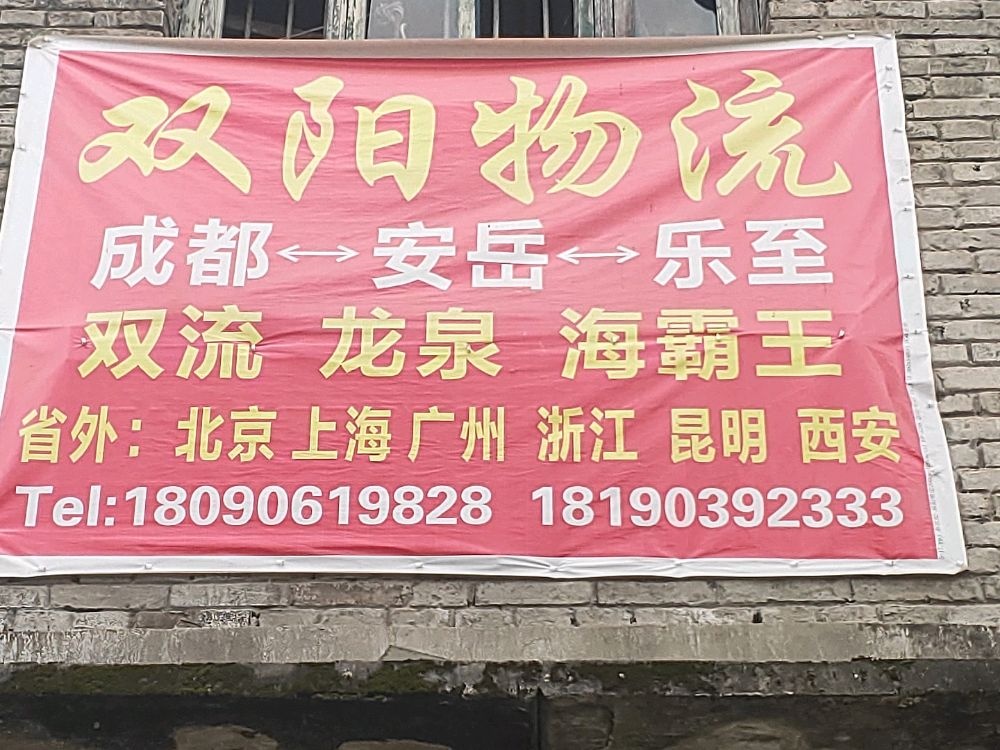 双阳物流
成都↔安岳↔乐至
双流 龙泉 海霸王
省外：北京 上海 广州 浙江 昆明 西安
Tel:18090619828 18190392333